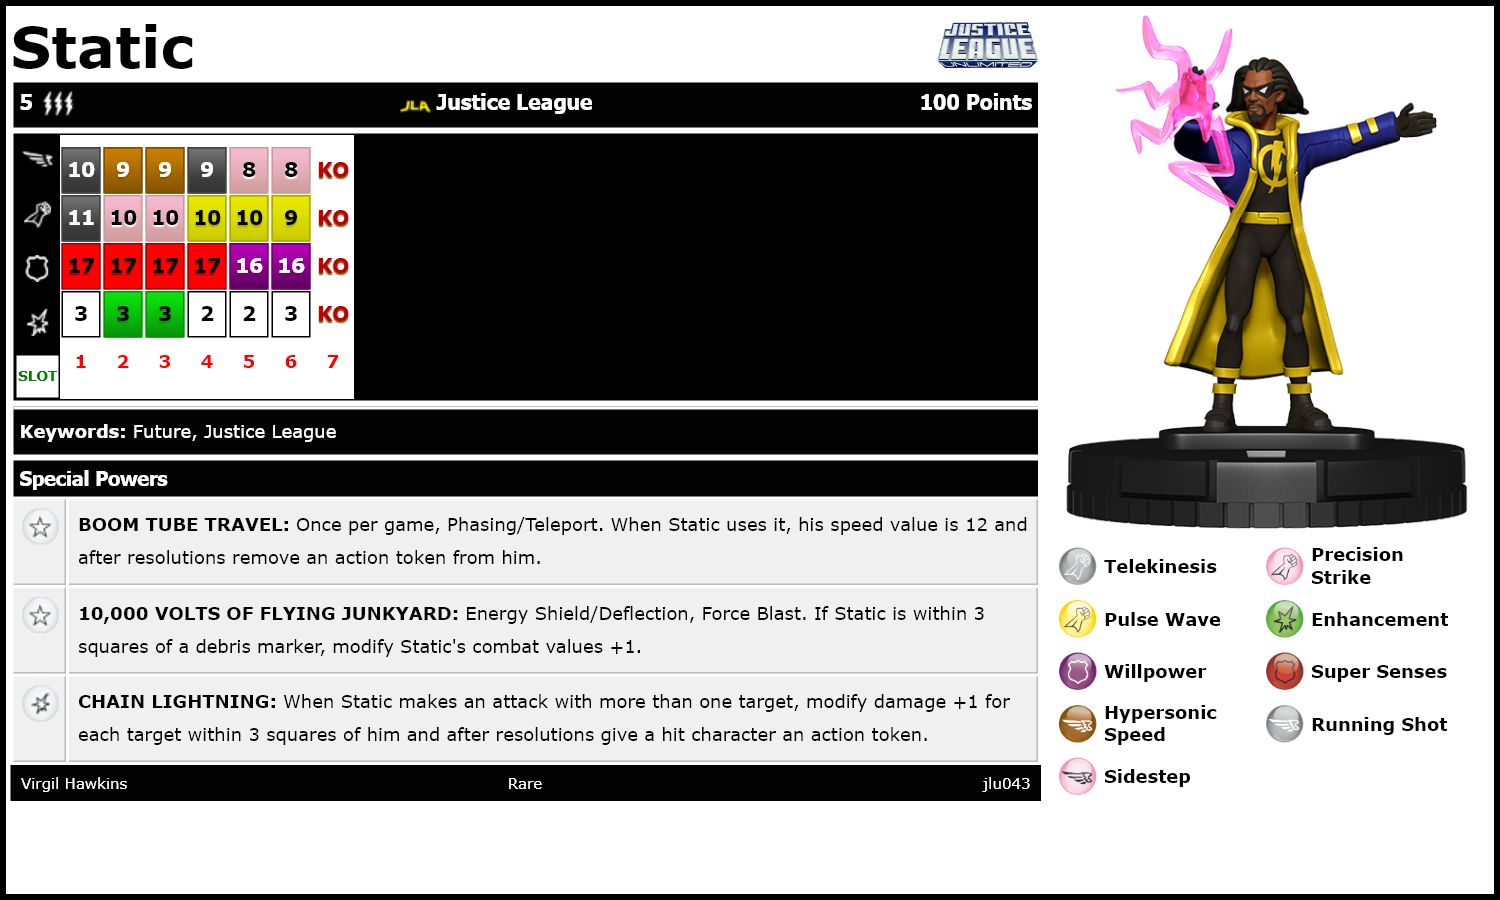 Static
JUSTICE
LEAGUE
UNLIMITED
5 JLA Justice League 100 Points
10 9 9 9 8 8 KO
11 10 10 10 10 9 KO
17 17 17 17 16 16 KO
3 3 3 2 2 3 KO
SLOT 1 2 3 4 5 6 7
Keywords: Future, Justice League
Special Powers
BOOM TUBE TRAVEL: Once per game, Phasing/Teleport. When Static uses it, his speed value is 12 and
after resolutions remove an action token from him.
10,000 VOLTS OF FLYING JUNKYARD: Energy Shield/Deflection, Force Blast. If Static is within 3
squares of a debris marker, modify Static's combat values +1.
CHAIN LIGHTNING: When Static makes an attack with more than one target, modify damage +1 for
each target within 3 squares of him and after resolutions give a hit character an action token.
Virgil Hawkins Rare jlu043
Telekinesis
Precision
Strike
Pulse Wave
Enhancement
Willpower
Super Senses
Hypersonic
Speed
Running Shot
Sidestep